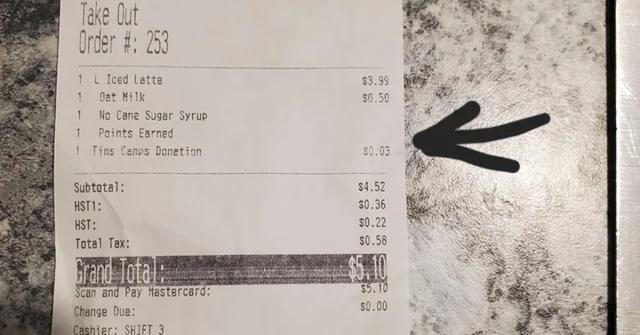 Take Out
Order #: 253
1 L Iced Latte $3.99
1 Oat Milk $0.50
1 No Cane Sugar Syrup
1 Points Earned
1 Tims Camps Donation $0.03
Subtotal: $4.52
HST1: $0.36
HST: $0.22
Total Tax: $0.58
Grand Total: $5.10
Scan and Pay Mastercard: $5.10
Change Due: $0.00
Cashier: SHIFT 3